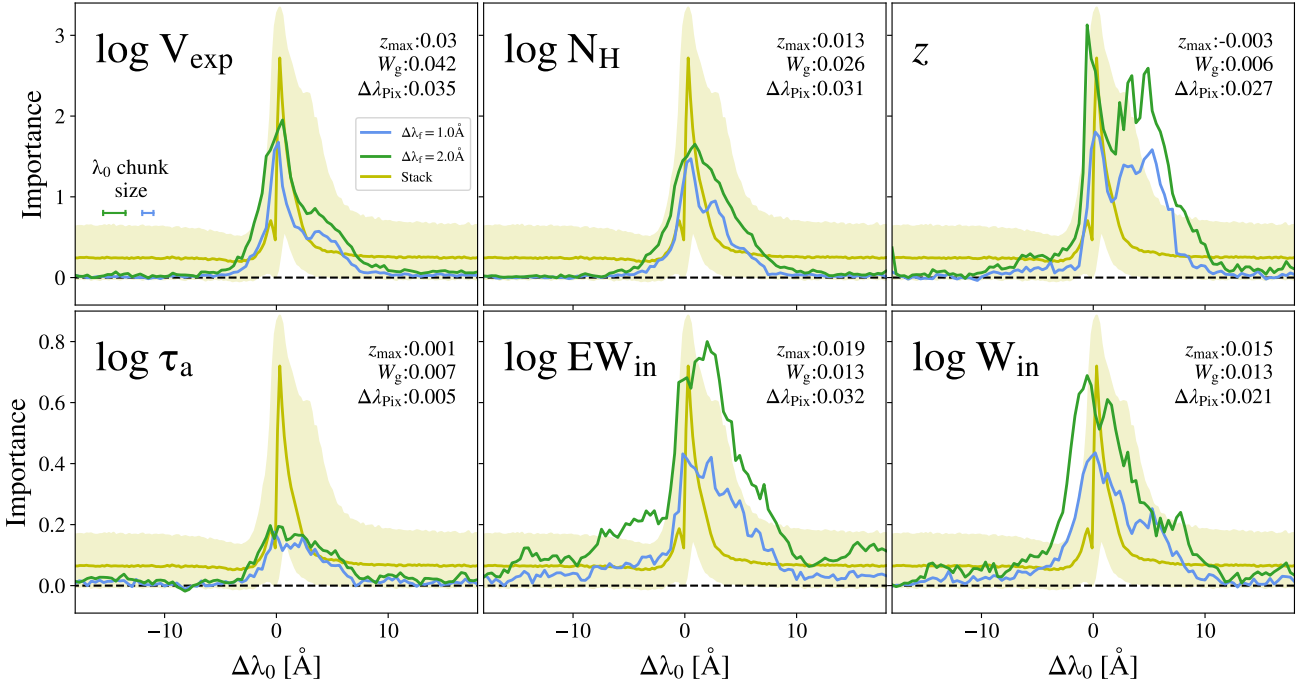 log V_exp
z_max:0.03
W_g:0.042
Δλ_Pix:0.035
Δλ_f = 1.0Å
Δλ_f = 2.0Å
Stack
λ_0 chunk
size
log N_H
z_max:0.013
W_g:0.026
Δλ_Pix:0.031
z
z_max:-0.003
W_g:0.006
Δλ_Pix:0.027
Importance
3
2
1
0
log τ_a
z_max:0.001
W_g:0.007
Δλ_Pix:0.005
log EW_in
z_max:0.019
W_g:0.013
Δλ_Pix:0.032
log W_in
z_max:0.015
W_g:0.013
Δλ_Pix:0.021
Importance
0.8
0.6
0.4
0.2
0.0
−10 0 10
−10 0 10
−10 0 10
Δλ_0 [Å]
Δλ_0 [Å]
Δλ_0 [Å]